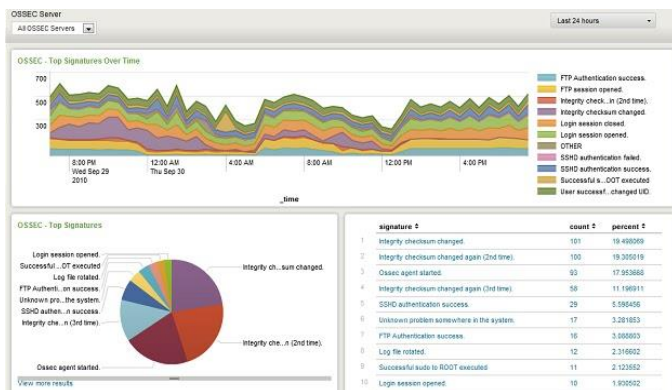 OSSEC Server
All OSSEC Servers
Last 24 hours
OSSEC - Top Signatures Over Time
700
500
300
8:00 PM
Wed Sep 29
2010
12:00 AM
Thu Sep 30
4:00 AM
8:00 AM
12:00 PM
4:00 PM
_time
FTP Authentication success.
FTP session opened.
Integrity check...in (2nd time).
Integrity checksum changed.
Login session closed.
Login session opened.
OTHER
SSHD authentication failed.
SSHD authentication success.
Successful s...OOT executed
User successf...changed UID.
OSSEC - Top Signatures
Login session opened.
Successful ...OT executed
Log file rotated.
FTP Authenti...on success.
Unknown pro...the system.
SSHD authen...n success.
Integrity che...n (3rd time).
Ossec agent started.
Integrity ch...sum changed.
Integrity che...n (2nd time).
View more results
signature count percent
1 Integrity checksum changed. 101 19.498069
2 Integrity checksum changed again (2nd time). 100 19.305019
3 Ossec agent started. 93 17.953668
4 Integrity checksum changed again (3rd time). 58 11.196911
5 SSHD authentication success. 29 5.598456
6 Unknown problem somewhere in the system. 17 3.281853
7 FTP Authentication success. 16 3.088803
8 Log file rotated. 12 2.316602
9 Successful sudo to ROOT executed 11 2.123552
10 Login session opened. 10 1.930502